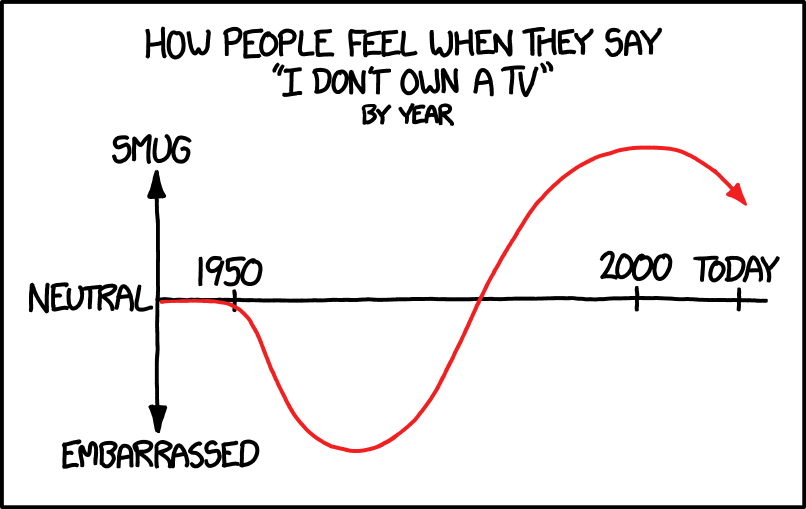 HOW PEOPLE FEEL WHEN THEY SAY
"I DON'T OWN A TV"
BY YEAR
SMUG
1950
2000
TODAY
NEUTRAL
EMBARRASSED